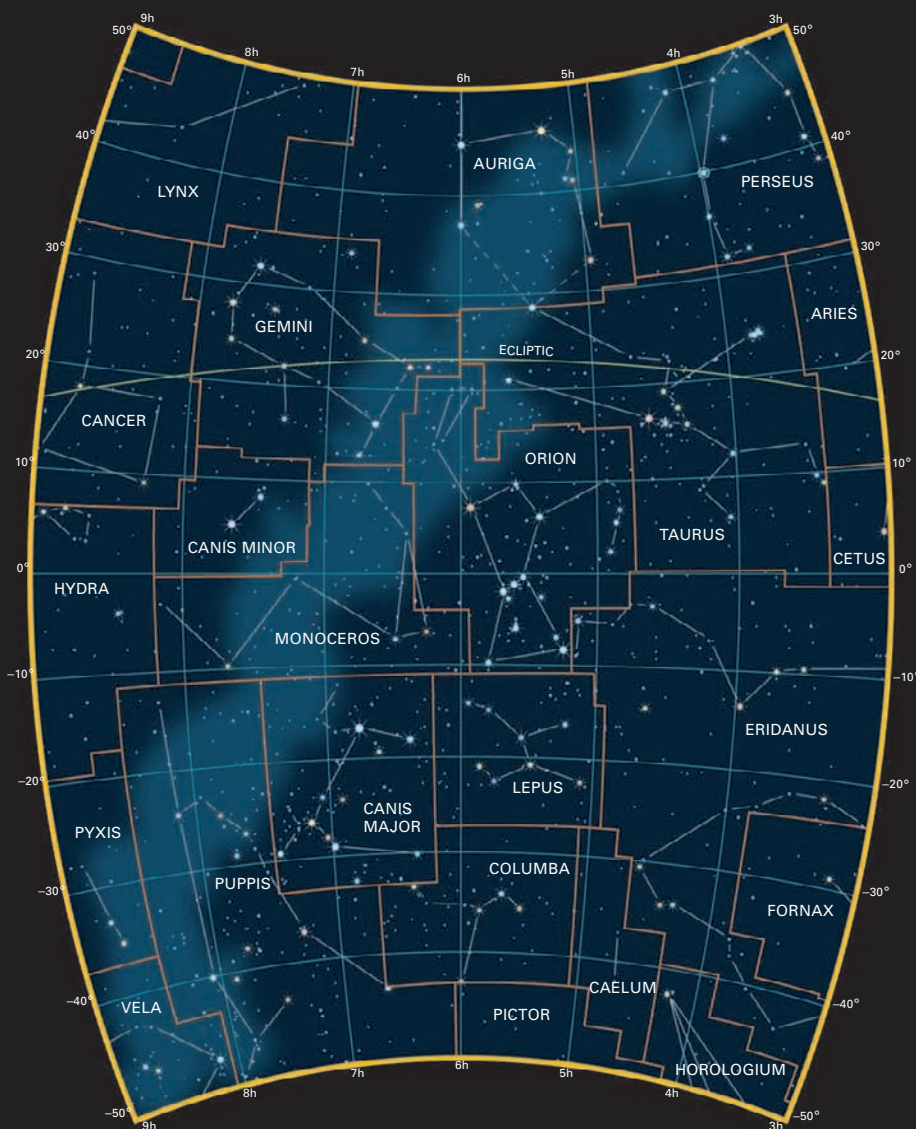 9h
3h
50°
50°
8h
4h
7h
6h
5h
40°
40°
AURIGA
LYNX
PERSEUS
30°
30°
ARIES
GEMINI
ECLIPTIC
20°
20°
CANCER
ORION
10°
10°
TAURUS
CANIS MINOR
CETUS
0°
0°
HYDRA
MONOCEROS
–10°
–10°
ERIDANUS
–20°
–20°
LEPUS
CANIS
MAJOR
PYXIS
COLUMBA
PUPPIS
–30°
–30°
FORNAX
CAELUM
–40°
–40°
VELA
PICTOR
HOROLOGIUM
7h
6h
5h
8h
4h
–50°
–50°
9h
3h